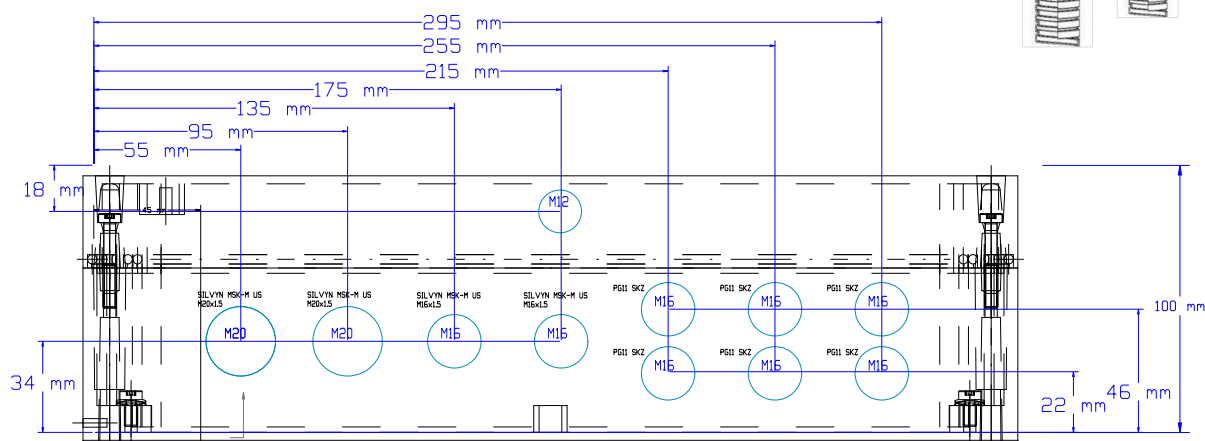 295 mm
255 mm
215 mm
175 mm
135 mm
95 mm
55 mm
18 mm
45 mm
M12
SILVYN MSK-M US
M20x1.5
SILVYN MSK-M US
M20x1.5
SILVYN MSK-M US
M16x1.5
SILVYN MSK-M US
M16x1.5
PG11 SKZ
PG11 SKZ
PG11 SKZ
M16
M16
M16
100 mm
M20
M20
M16
M16
PG11 SKZ
PG11 SKZ
PG11 SKZ
M16
M16
M16
34 mm
46 mm
22 mm